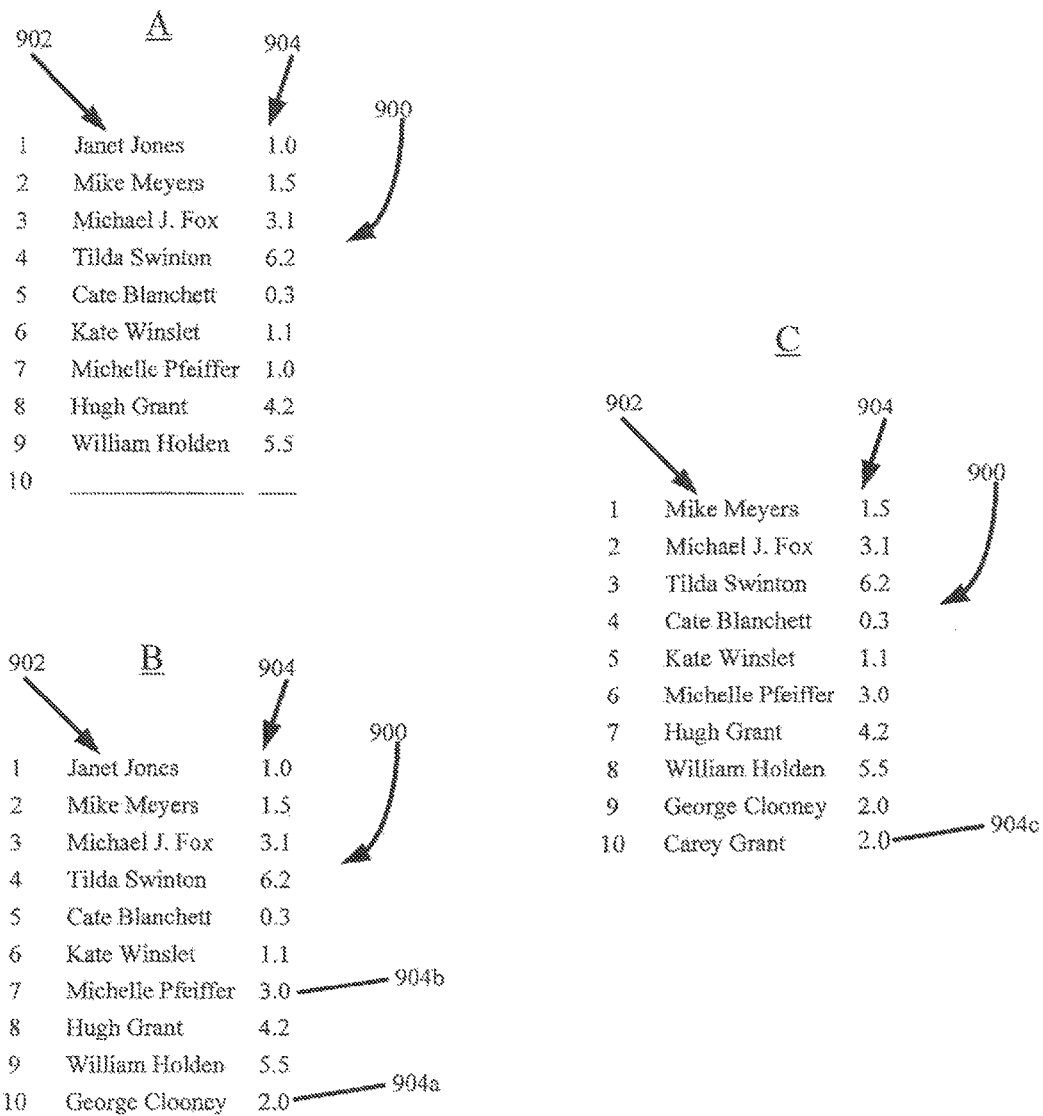 A
902 904
900
1 Janet Jones 1.0
2 Mike Meyers 1.5
3 Michael J. Fox 3.1
4 Tilda Swinton 6.2
5 Cate Blanchett 0.3
6 Kate Winslet 1.1
7 Michelle Pfeiffer 1.0
8 Hugh Grant 4.2
9 William Holden 5.5
10
B
902 904
900
1 Janet Jones 1.0
2 Mike Meyers 1.5
3 Michael J. Fox 3.1
4 Tilda Swinton 6.2
5 Cate Blanchett 0.3
6 Kate Winslet 1.1
7 Michelle Pfeiffer 3.0 904b
8 Hugh Grant 4.2
9 William Holden 5.5
10 George Clooney 2.0 904a
C
902 904
900
1 Mike Meyers 1.5
2 Michael J. Fox 3.1
3 Tilda Swinton 6.2
4 Cate Blanchett 0.3
5 Kate Winslet 1.1
6 Michelle Pfeiffer 3.0
7 Hugh Grant 4.2
8 William Holden 5.5
9 George Clooney 2.0
10 Carey Grant 2.0 904c